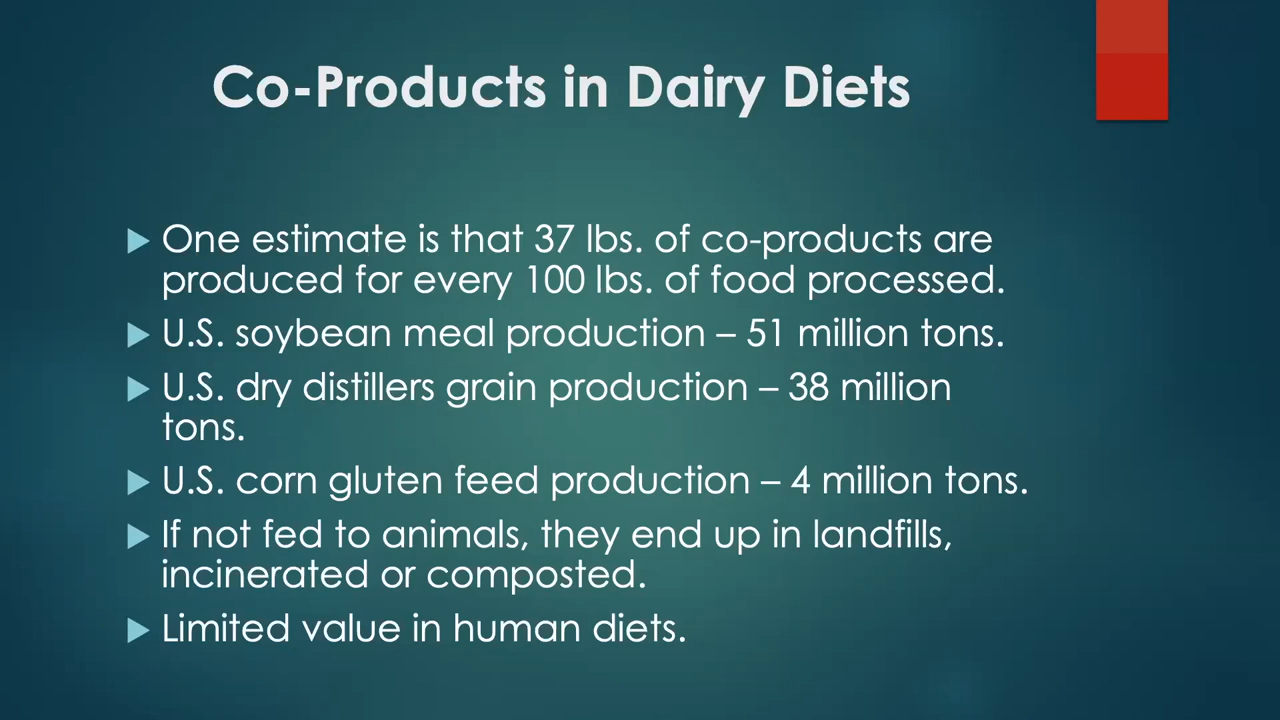 Co-Products in Dairy Diets
One estimate is that 37 lbs. of co-products are
produced for every 100 lbs. of food processed.
U.S. soybean meal production – 51 million tons.
U.S. dry distillers grain production – 38 million
tons.
U.S. corn gluten feed production – 4 million tons.
If not fed to animals, they end up in landfills,
incinerated or composted.
Limited value in human diets.